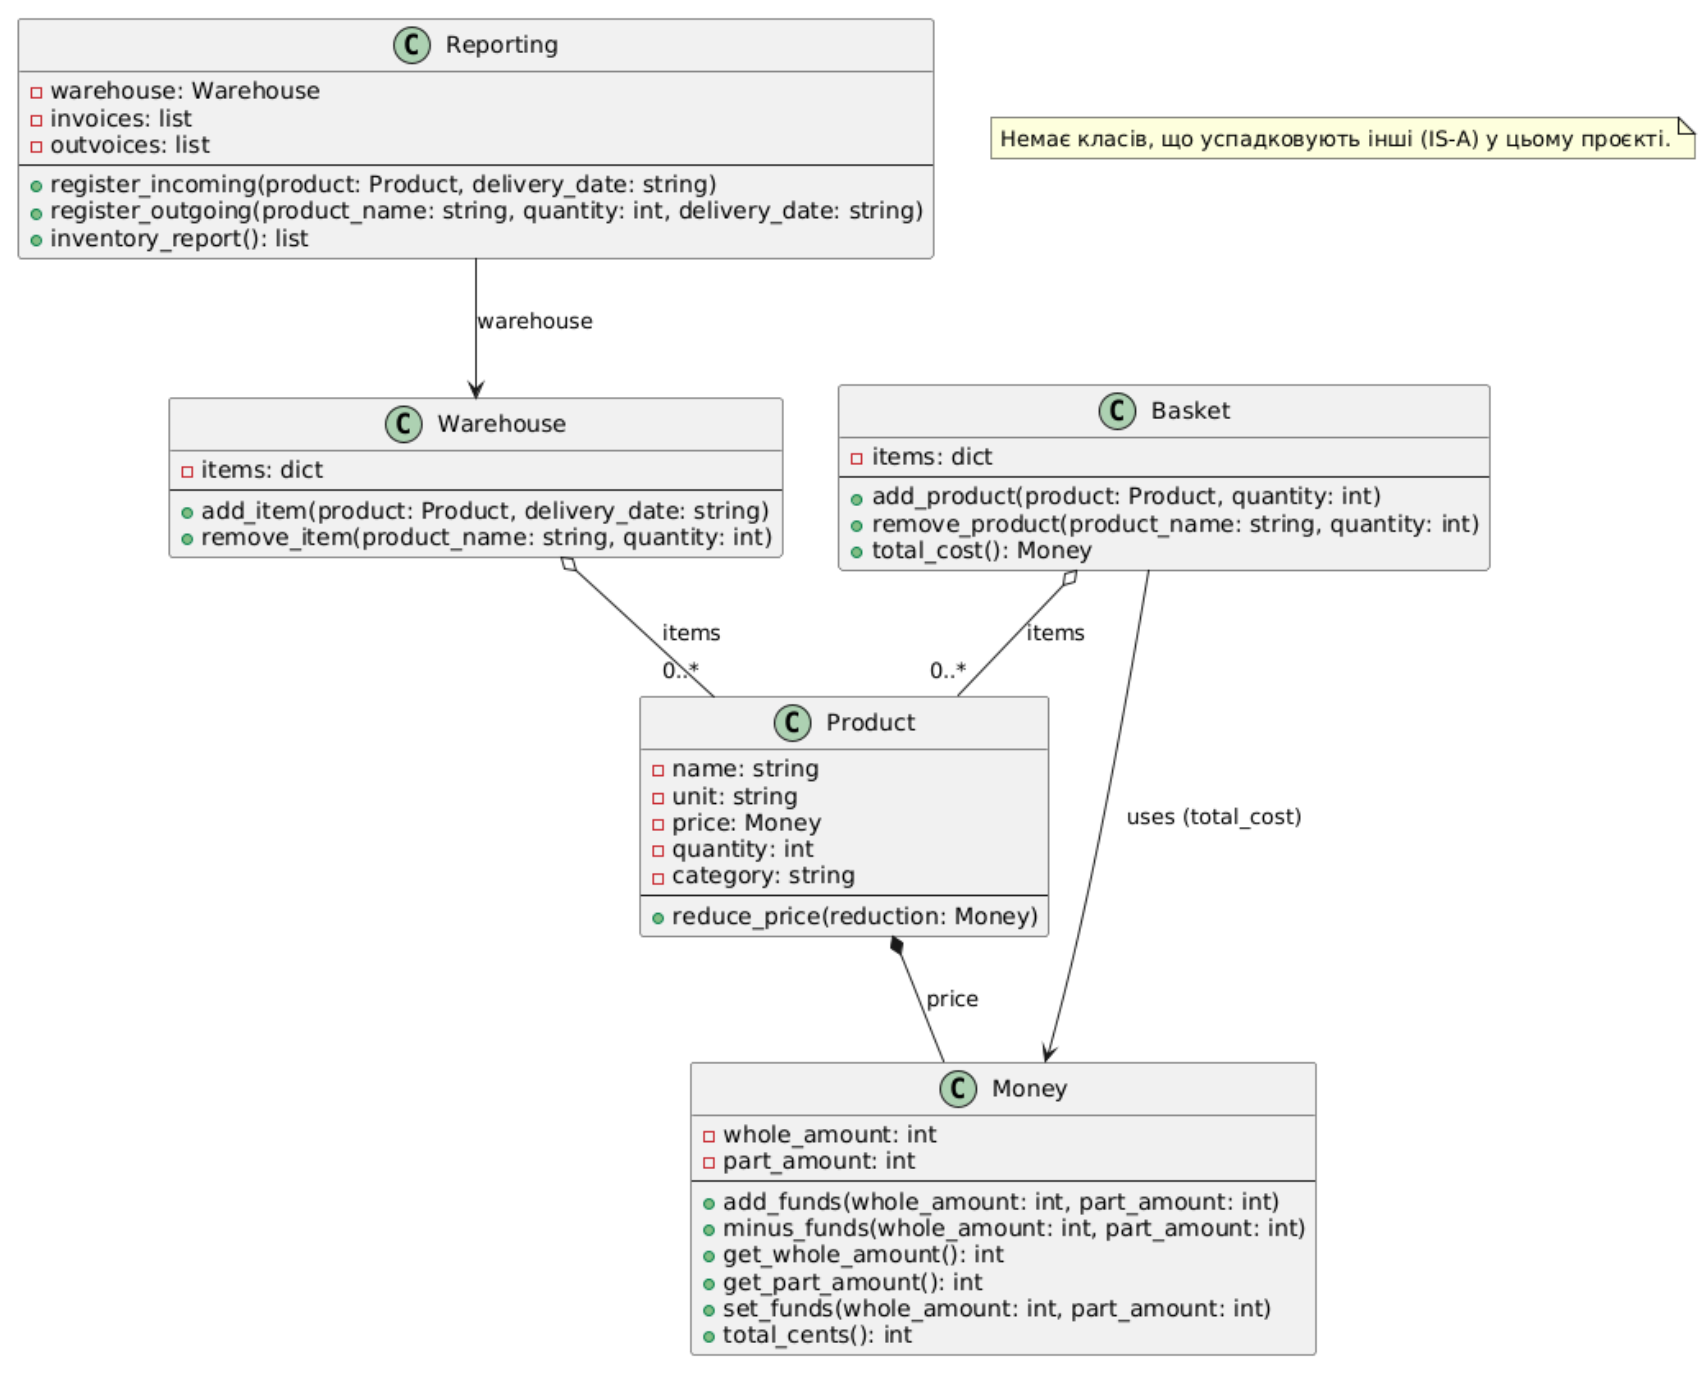 C Reporting
warehouse: Warehouse
invoices: list
outvoices: list
register_incoming(product: Product, delivery_date: string)
register_outgoing(product_name: string, quantity: int, delivery_date: string)
inventory_report(): list
Немає класів, що успадковують інші (IS-A) у цьому проєкті.
warehouse
C Warehouse
items: dict
add_item(product: Product, delivery_date: string)
remove_item(product_name: string, quantity: int)
C Basket
items: dict
add_product(product: Product, quantity: int)
remove_product(product_name: string, quantity: int)
total_cost(): Money
items
0..*
items
0..*
C Product
name: string
unit: string
price: Money
quantity: int
category: string
reduce_price(reduction: Money)
uses (total_cost)
price
C Money
whole_amount: int
part_amount: int
add_funds(whole_amount: int, part_amount: int)
minus_funds(whole_amount: int, part_amount: int)
get_whole_amount(): int
get_part_amount(): int
set_funds(whole_amount: int, part_amount: int)
total_cents(): int